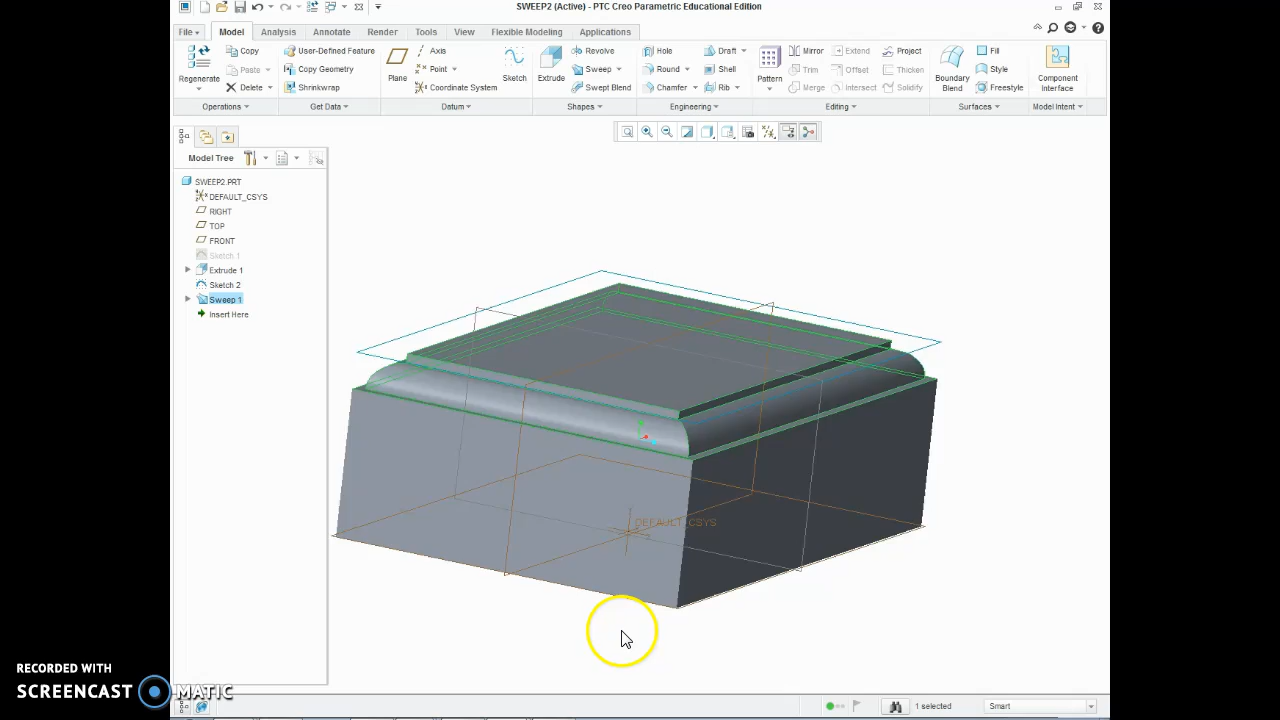 SWEEP2 (Active) - PTC Creo Parametric Educational Edition
File Model Analysis Annotate Render Tools View Flexible Modeling Applications
Regenerate
Copy
Paste
Delete
User-Defined Feature
Copy Geometry
Shrinkwrap
Plane
Axis
Point
Coordinate System
Sketch
Extrude
Revolve
Sweep
Swept Blend
Hole
Round
Chamfer
Draft
Shell
Rib
Pattern
Mirror
Trim
Merge
Extend
Offset
Intersect
Project
Thicken
Solidify
Boundary
Blend
Fill
Style
Freestyle
Component
Interface
Operations Get Data Datum Shapes Engineering Editing Surfaces Model Intent
Model Tree
SWEEP2.PRT
DEFAULT_CSYS
RIGHT
TOP
FRONT
Sketch 1
Extrude 1
Sketch 2
Sweep 1
Insert Here
DEFAULT_CSYS
RECORDED WITH
SCREENCAST MATIC
1 selected
Smart